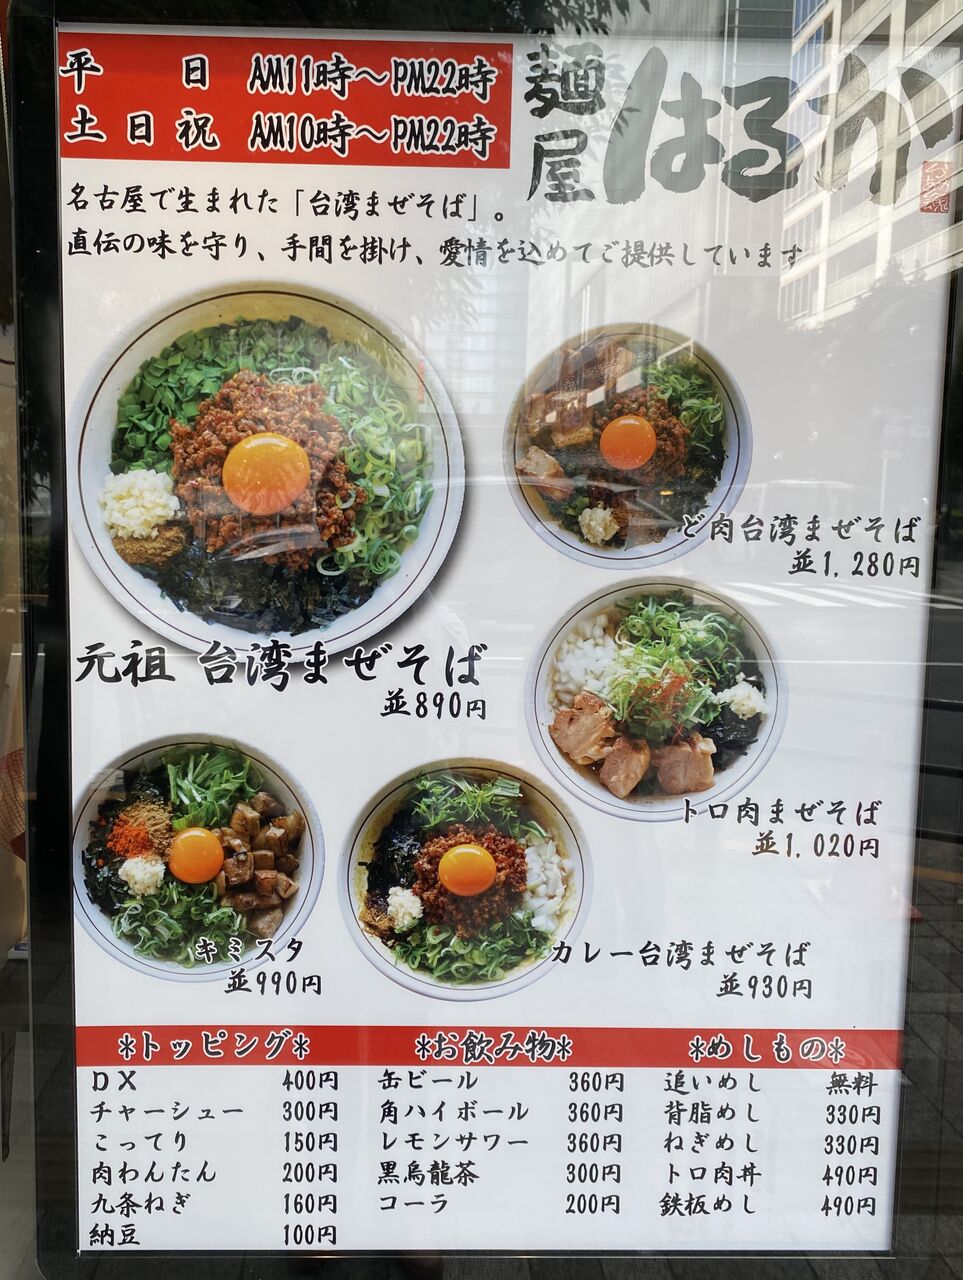 平日 AM11時～PM22時
土日祝 AM10時～PM22時
麺屋はるか
名古屋で生まれた「台湾まぜそば」。
直伝の味を守り、手間を掛け、愛情を込めてご提供しています
ど肉台湾まぜそば
並1,280円
元祖 台湾まぜそば
並890円
トロ肉まぜそば
並1,020円
キミスタ
並990円
カレー台湾まぜそば
並930円
*トッピング*
DX 400円
チャーシュー 300円
こってり 150円
肉わんたん 200円
九条ねぎ 160円
納豆 100円
*お飲み物*
缶ビール 360円
角ハイボール 360円
レモンサワー 360円
黒烏龍茶 300円
コーラ 200円
*めしもの*
追いめし 無料
背脂めし 330円
ねぎめし 330円
トロ肉丼 490円
鉄板めし 490円